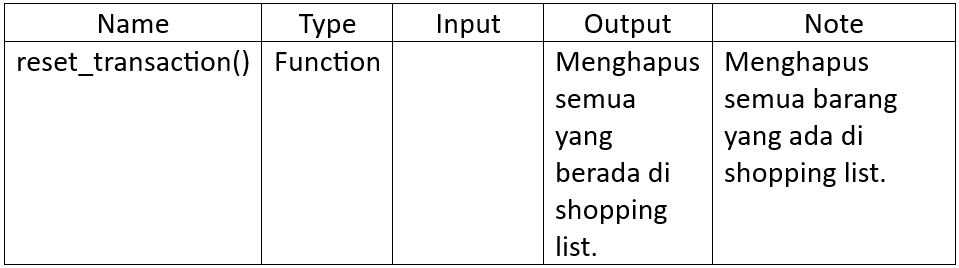 Name Type Input Output Note
reset_transaction() Function Menghapus Menghapus
semua semua barang
yang yang ada di
berada di shopping list.
shopping
list.